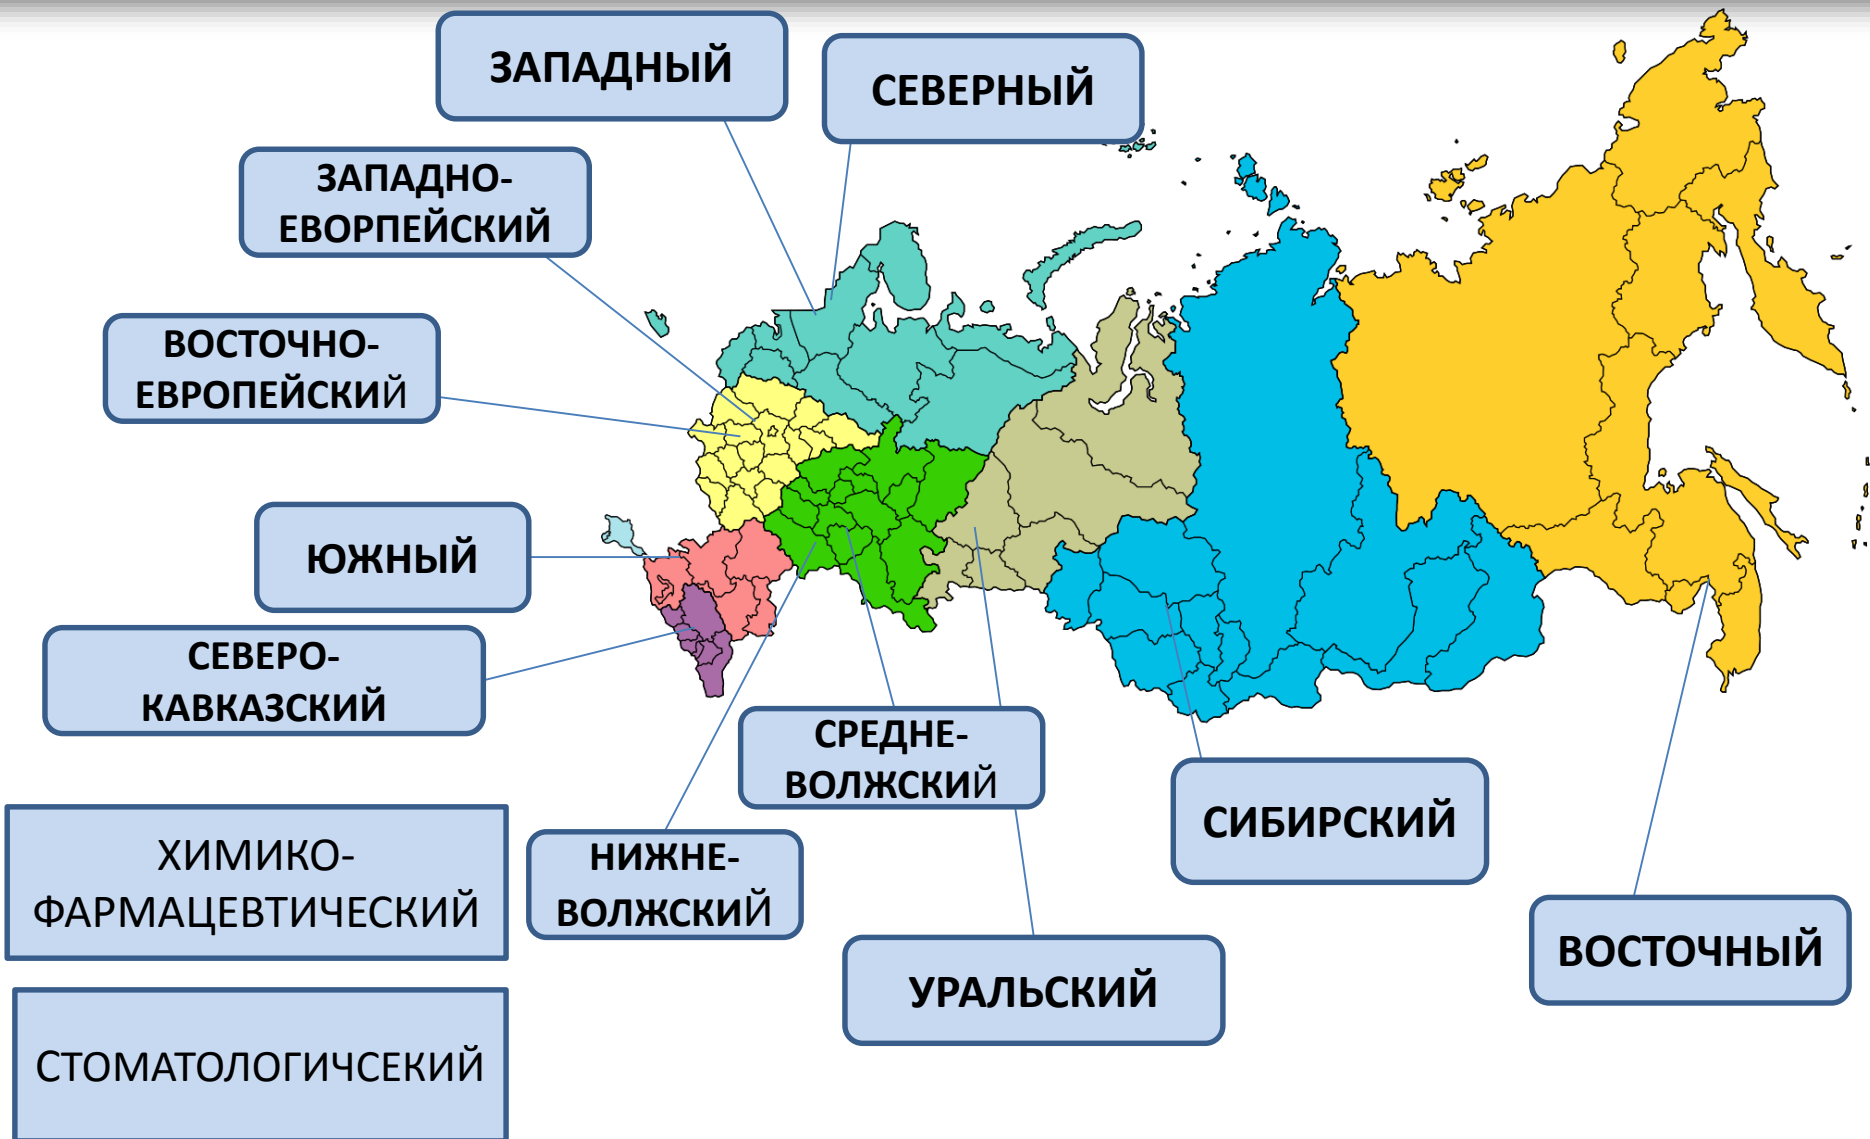 ЗАПАДНЫЙ
СЕВЕРНЫЙ
ЗАПАДНО-
ЕВОРПЕЙСКИЙ
ВОСТОЧНО-
ЕВРОПЕЙСКИЙ
ЮЖНЫЙ
СЕВЕРО-
КАВКАЗСКИЙ
СРЕДНЕ-
ВОЛЖСКИЙ
СИБИРСКИЙ
ХИМИКО-
ФАРМАЦЕВТИЧЕСКИЙ
НИЖНЕ-
ВОЛЖСКИЙ
ВОСТОЧНЫЙ
УРАЛЬСКИЙ
СТОМАТОЛОГИЧСЕКИЙ